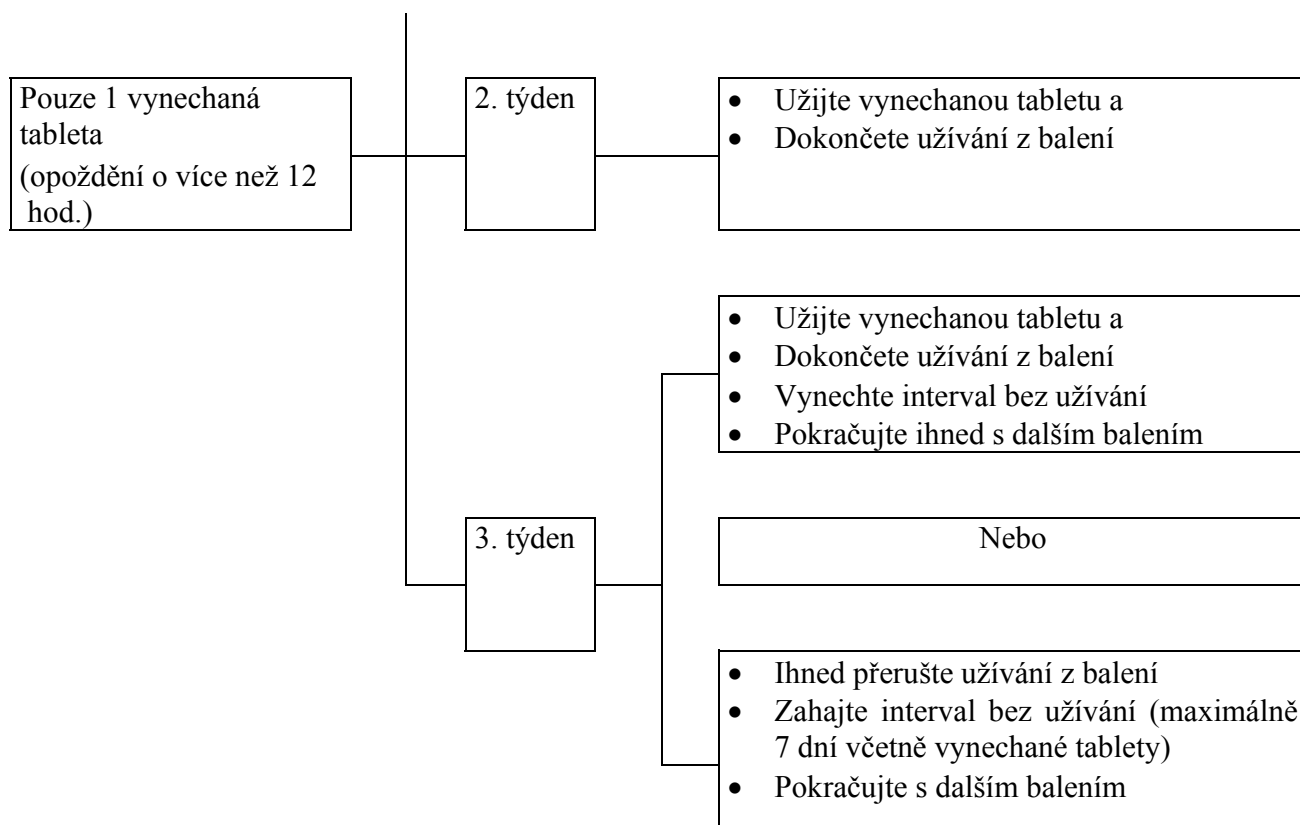 Pouze 1 vynechaná
tableta
(opoždění o více než 12
hod.)
2. týden
• Užijte vynechanou tabletu a
• Dokončete užívání z balení
• Užijte vynechanou tabletu a
• Dokončete užívání z balení
• Vynechte interval bez užívání
• Pokračujte ihned s dalším balením
3. týden
Nebo
• Ihned přerušte užívání z balení
• Zahajte interval bez užívání (maximálně
7 dní včetně vynechané tablety)
• Pokračujte s dalším balením